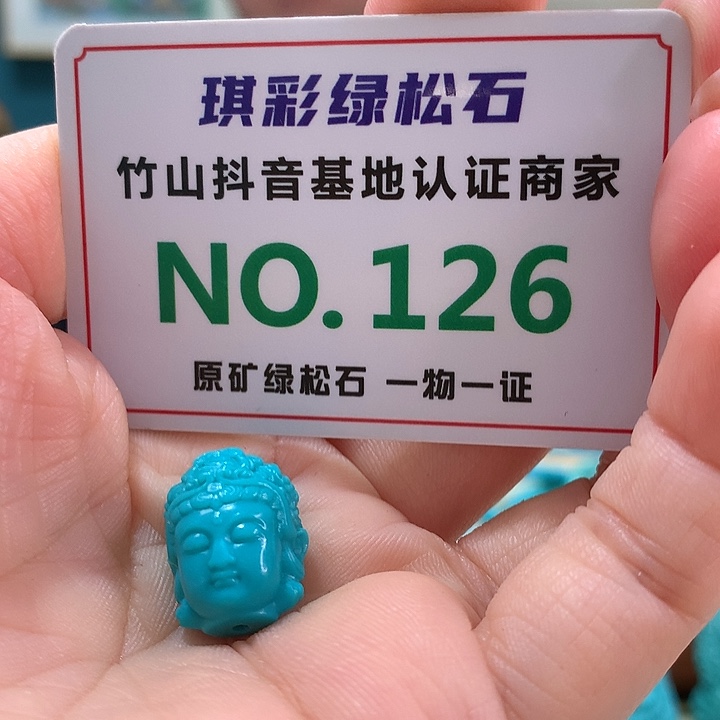 琪彩绿松石
竹山抖音基地认证商家
NO.126
原矿绿松石 一物一证